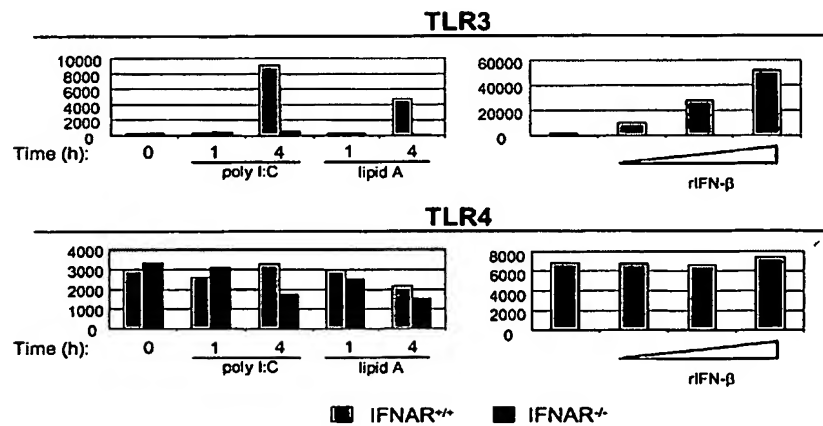 TLR3
10000
8000
6000
4000
2000
0
Time (h): 0 1 4 1 4
poly I:C lipid A
60000
40000
20000
0
rIFN-β
TLR4
4000
3000
2000
1000
0
Time (h): 0 1 4 1 4
poly I:C lipid A
8000
6000
4000
2000
0
rIFN-β
IFNAR+/+ IFNAR-/-